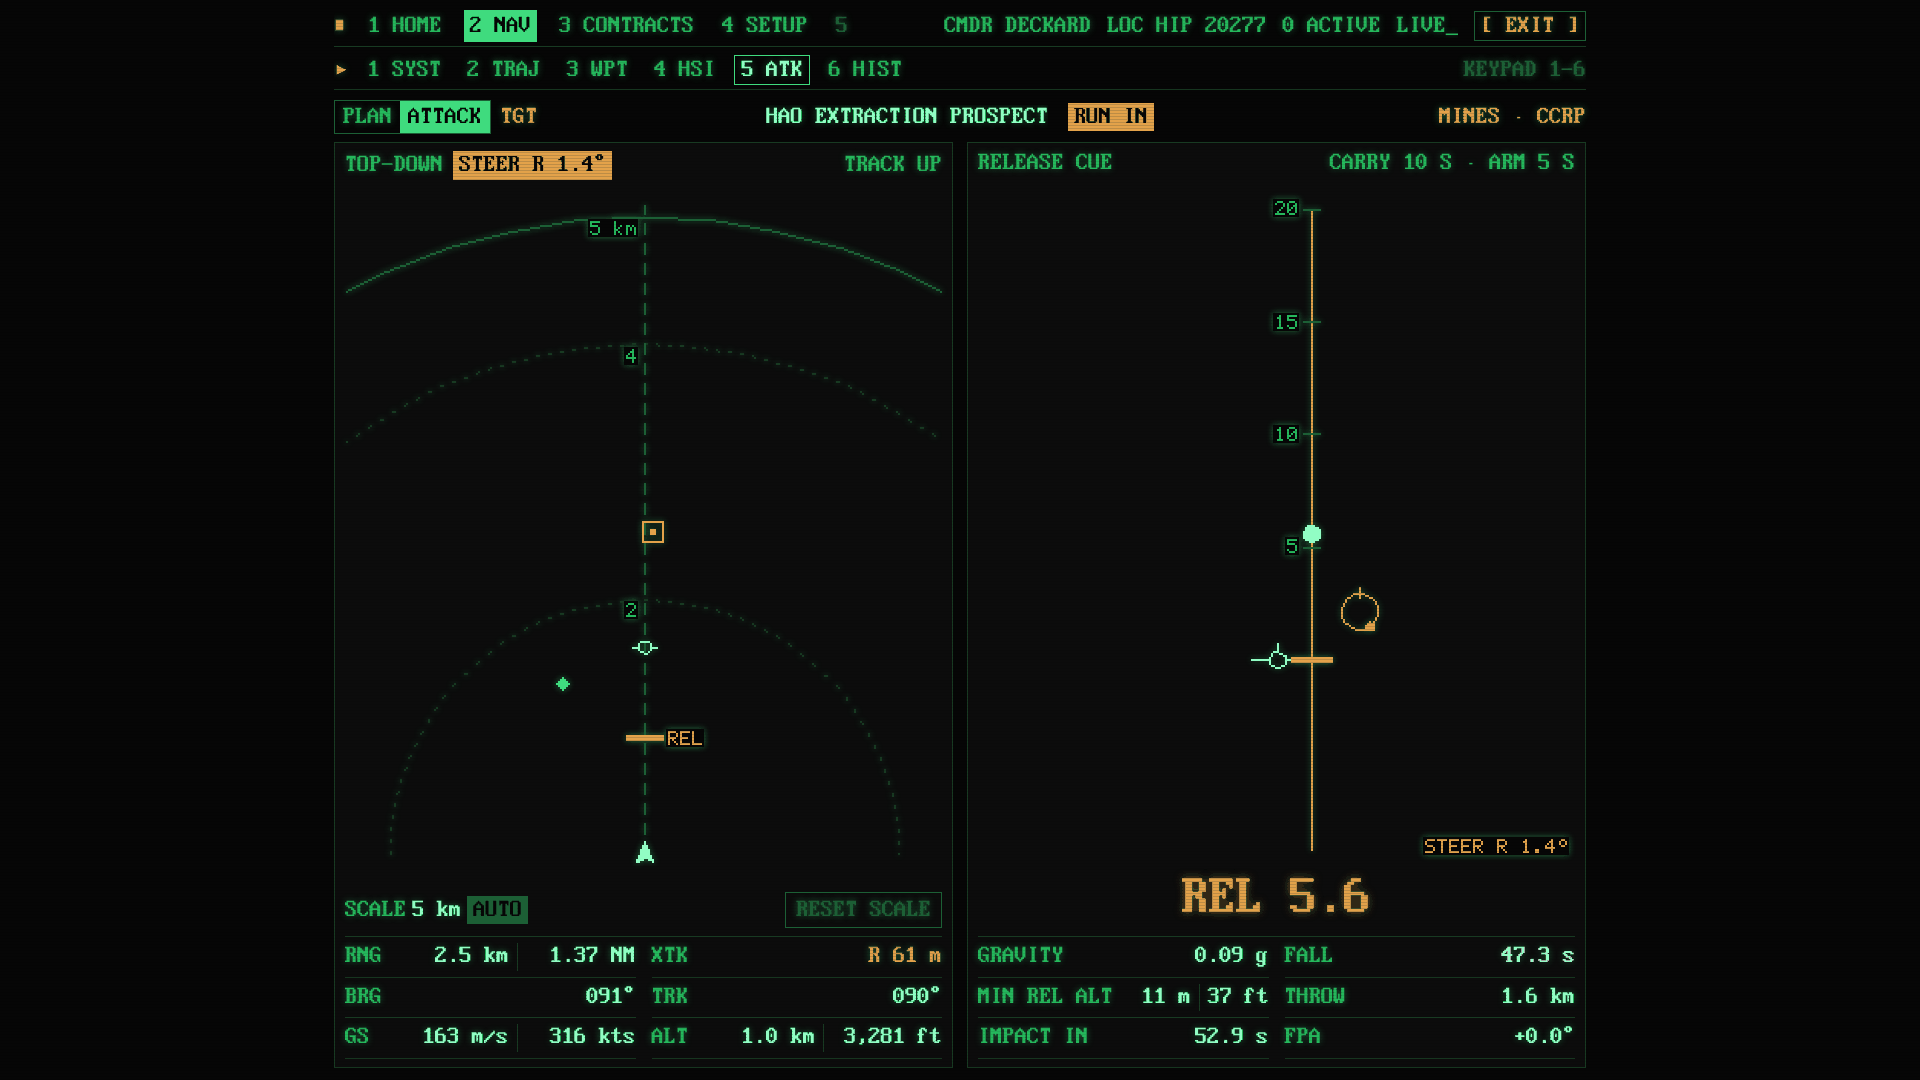 ■ 1 HOME 2 NAV 3 CONTRACTS 4 SETUP 5 CMDR DECKARD LOC HIP 20277 0 ACTIVE LIVE_ [ EXIT ]
▶ 1 SYST 2 TRAJ 3 WPT 4 HSI 5 ATK 6 HIST KEYPAD 1-6
PLAN ATTACK TGT HAO EXTRACTION PROSPECT RUN IN MINES · CCRP
TOP-DOWN STEER R 1.4° TRACK UP
5 km
4
2
REL
SCALE 5 km AUTO RESET SCALE
RNG 2.5 km 1.37 NM XTK R 61 m
BRG 091° TRK 090°
GS 163 m/s 316 kts ALT 1.0 km 3,281 ft
RELEASE CUE CARRY 10 S · ARM 5 S
20
15
10
5
STEER R 1.4°
REL 5.6
GRAVITY 0.09 g FALL 47.3 s
MIN REL ALT 11 m 37 ft THROW 1.6 km
IMPACT IN 52.9 s FPA +0.0°